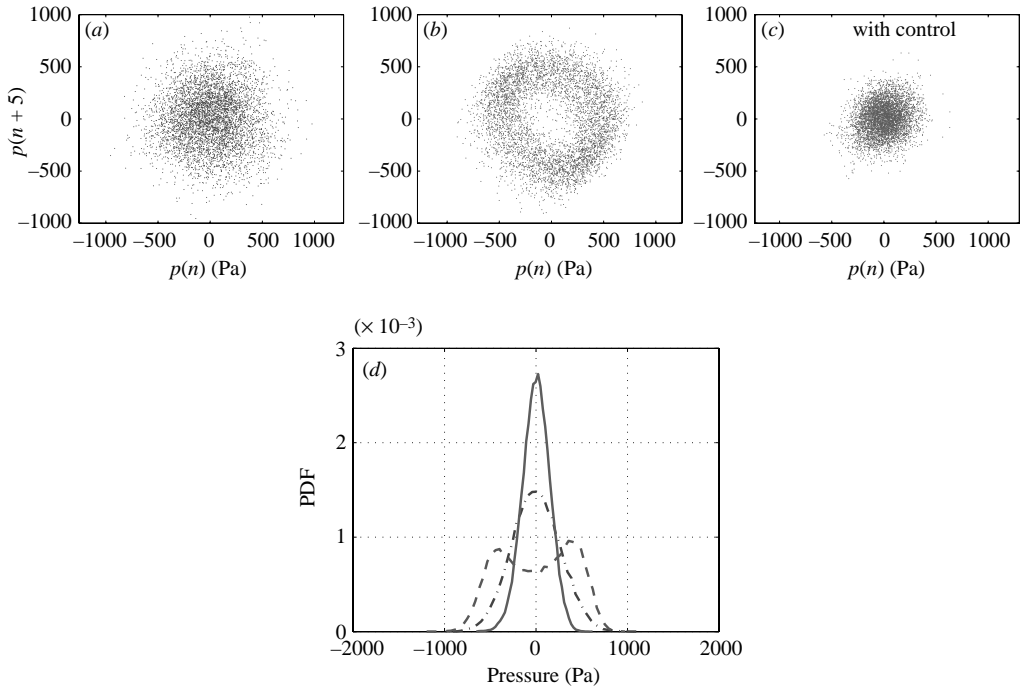 (a)
(b)
(c) with control
1000
500
0
–500
–1000
p(n + 5)
–1000 –500 0 500 1000
p(n) (Pa)
1000
500
0
–500
–1000
–1000 –500 0 500 1000
p(n) (Pa)
1000
500
0
–500
–1000
–1000 –500 0 500 1000
p(n) (Pa)
(× 10–3)
(d)
3
2
1
0
PDF
–2000 –1000 0 1000 2000
Pressure (Pa)